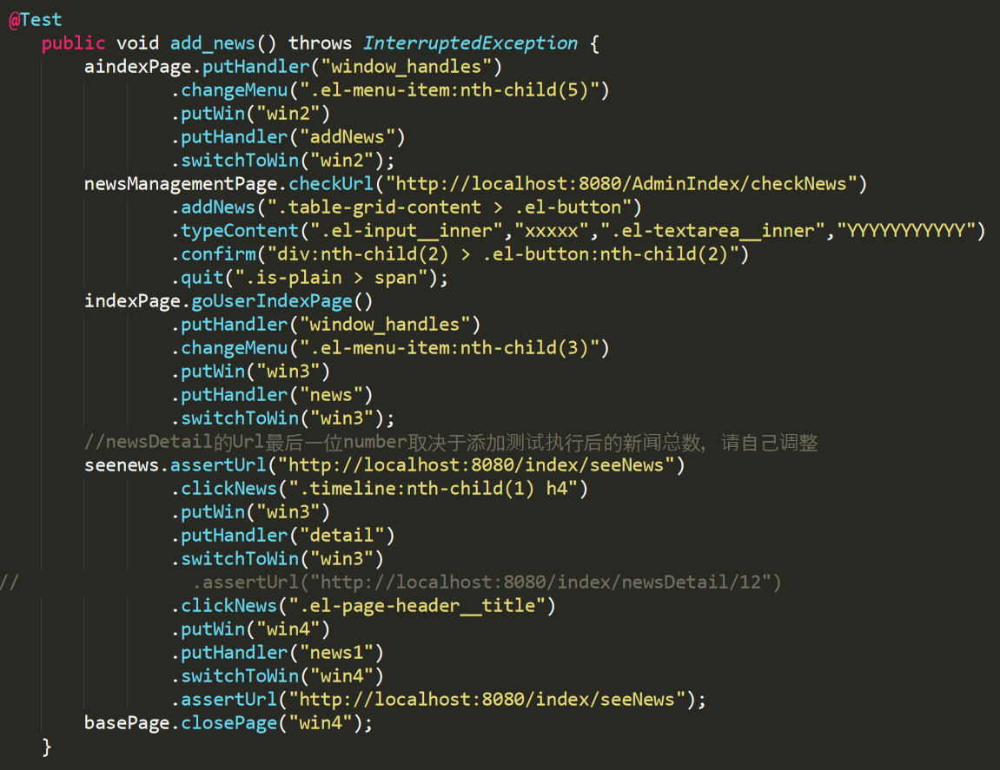 @Test
public void add_news() throws InterruptedException {
aindexPage.putHandler("window_handles")
.changeMenu(".el-menu-item:nth-child(5)")
.putWin("win2")
.putHandler("addNews")
.switchToWin("win2");
newsManagementPage.checkUrl("http://localhost:8080/AdminIndex/checkNews")
.addNews(".table-grid-content > .el-button")
.typeContent(".el-input__inner","xxxxx",".el-textarea__inner","YYYYYYYYYYY")
.confirm("div:nth-child(2) > .el-button:nth-child(2)")
.quit(".is-plain > span");
indexPage.goUserIndexPage()
.putHandler("window_handles")
.changeMenu(".el-menu-item:nth-child(3)")
.putWin("win3")
.putHandler("news")
.switchToWin("win3");
//newsDetail的Url最后一位number取决于添加测试执行后的新闻总数，请自己调整
seenews.assertUrl("http://localhost:8080/index/seeNews")
.clickNews(".timeline:nth-child(1) h4")
.putWin("win3")
.putHandler("detail")
.switchToWin("win3")
// .assertUrl("http://localhost:8080/index/newsDetail/12")
.clickNews(".el-page-header__title")
.putWin("win4")
.putHandler("news1")
.switchToWin("win4")
.assertUrl("http://localhost:8080/index/seeNews");
basePage.closePage("win4");
}